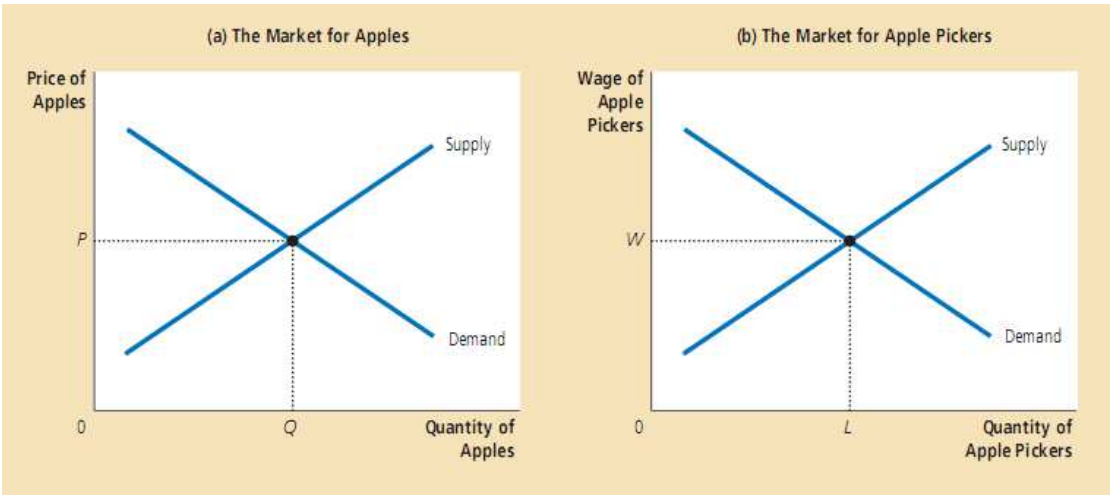 (a) The Market for Apples
Price of
Apples
Supply
P
Demand
0
Q
Quantity of
Apples
(b) The Market for Apple Pickers
Wage of
Apple
Pickers
Supply
W
Demand
0
L
Quantity of
Apple Pickers